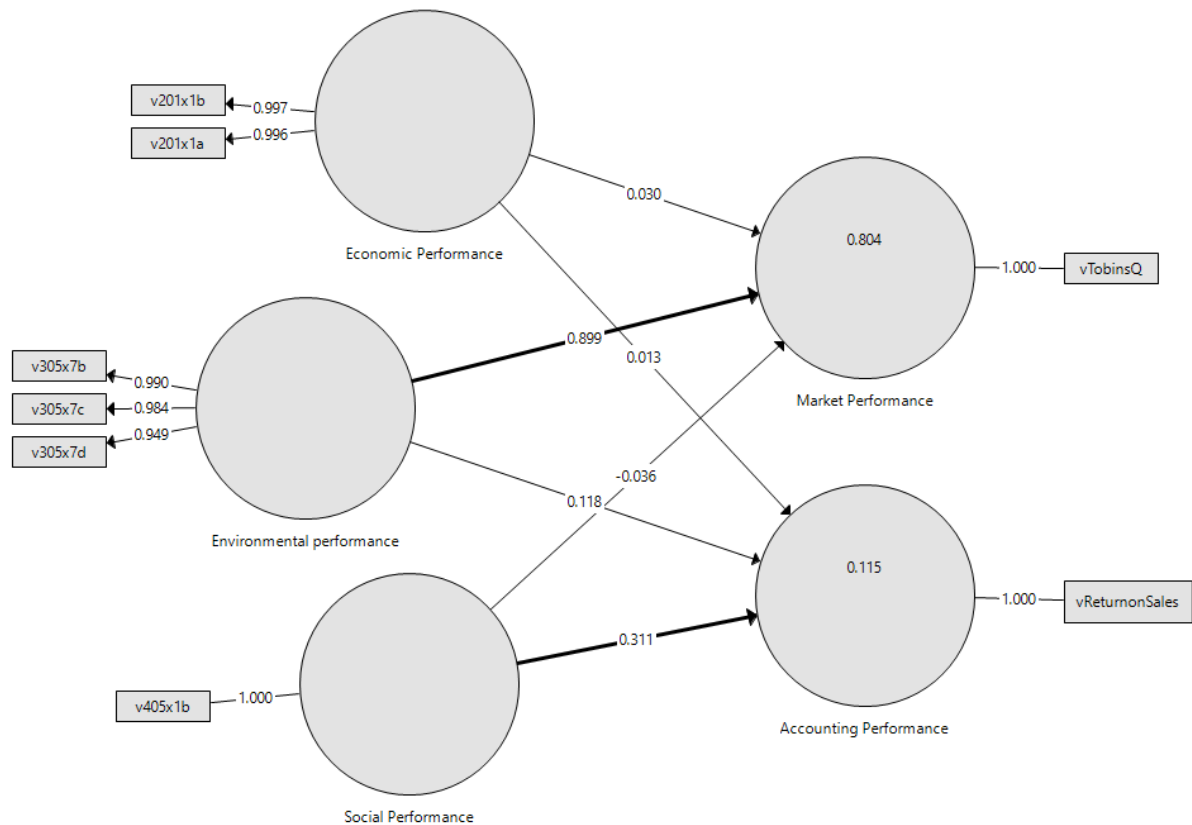 v201x1b
0.997
v201x1a
0.996
Economic Performance
0.030
0.804
1.000
vTobinsQ
Market Performance
v305x7b
0.990
v305x7c
0.984
v305x7d
0.949
Environmental performance
0.899
0.013
-0.036
0.118
0.115
1.000
vReturnonSales
Accounting Performance
0.311
v405x1b
1.000
Social Performance